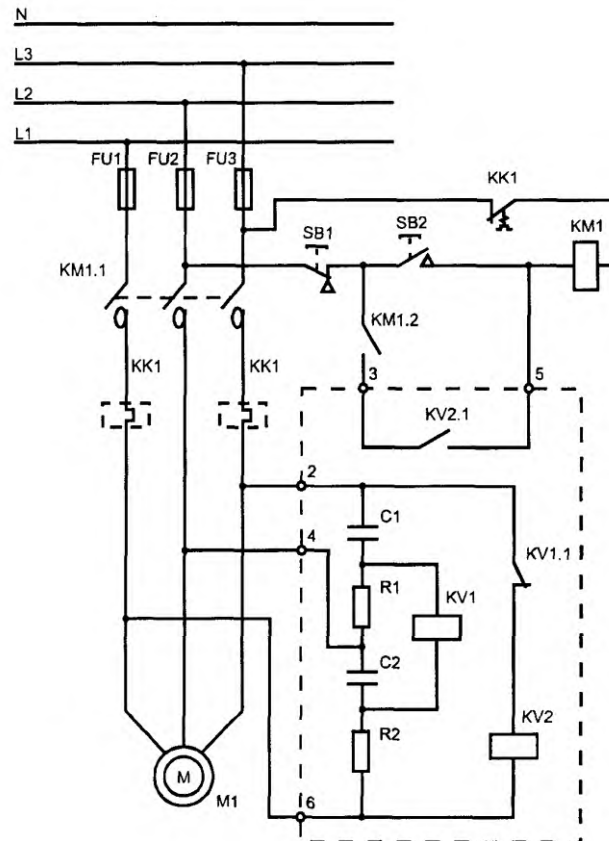 N
L3
L2
L1
FU1 FU2 FU3
KK1
SB1 SB2 KM1
KM1.1
KM1.2
KK1 KK1
3 5
KV2.1
2
C1
4
KV1.1
R1 KV1
C2
R2 KV2
M
M1
6